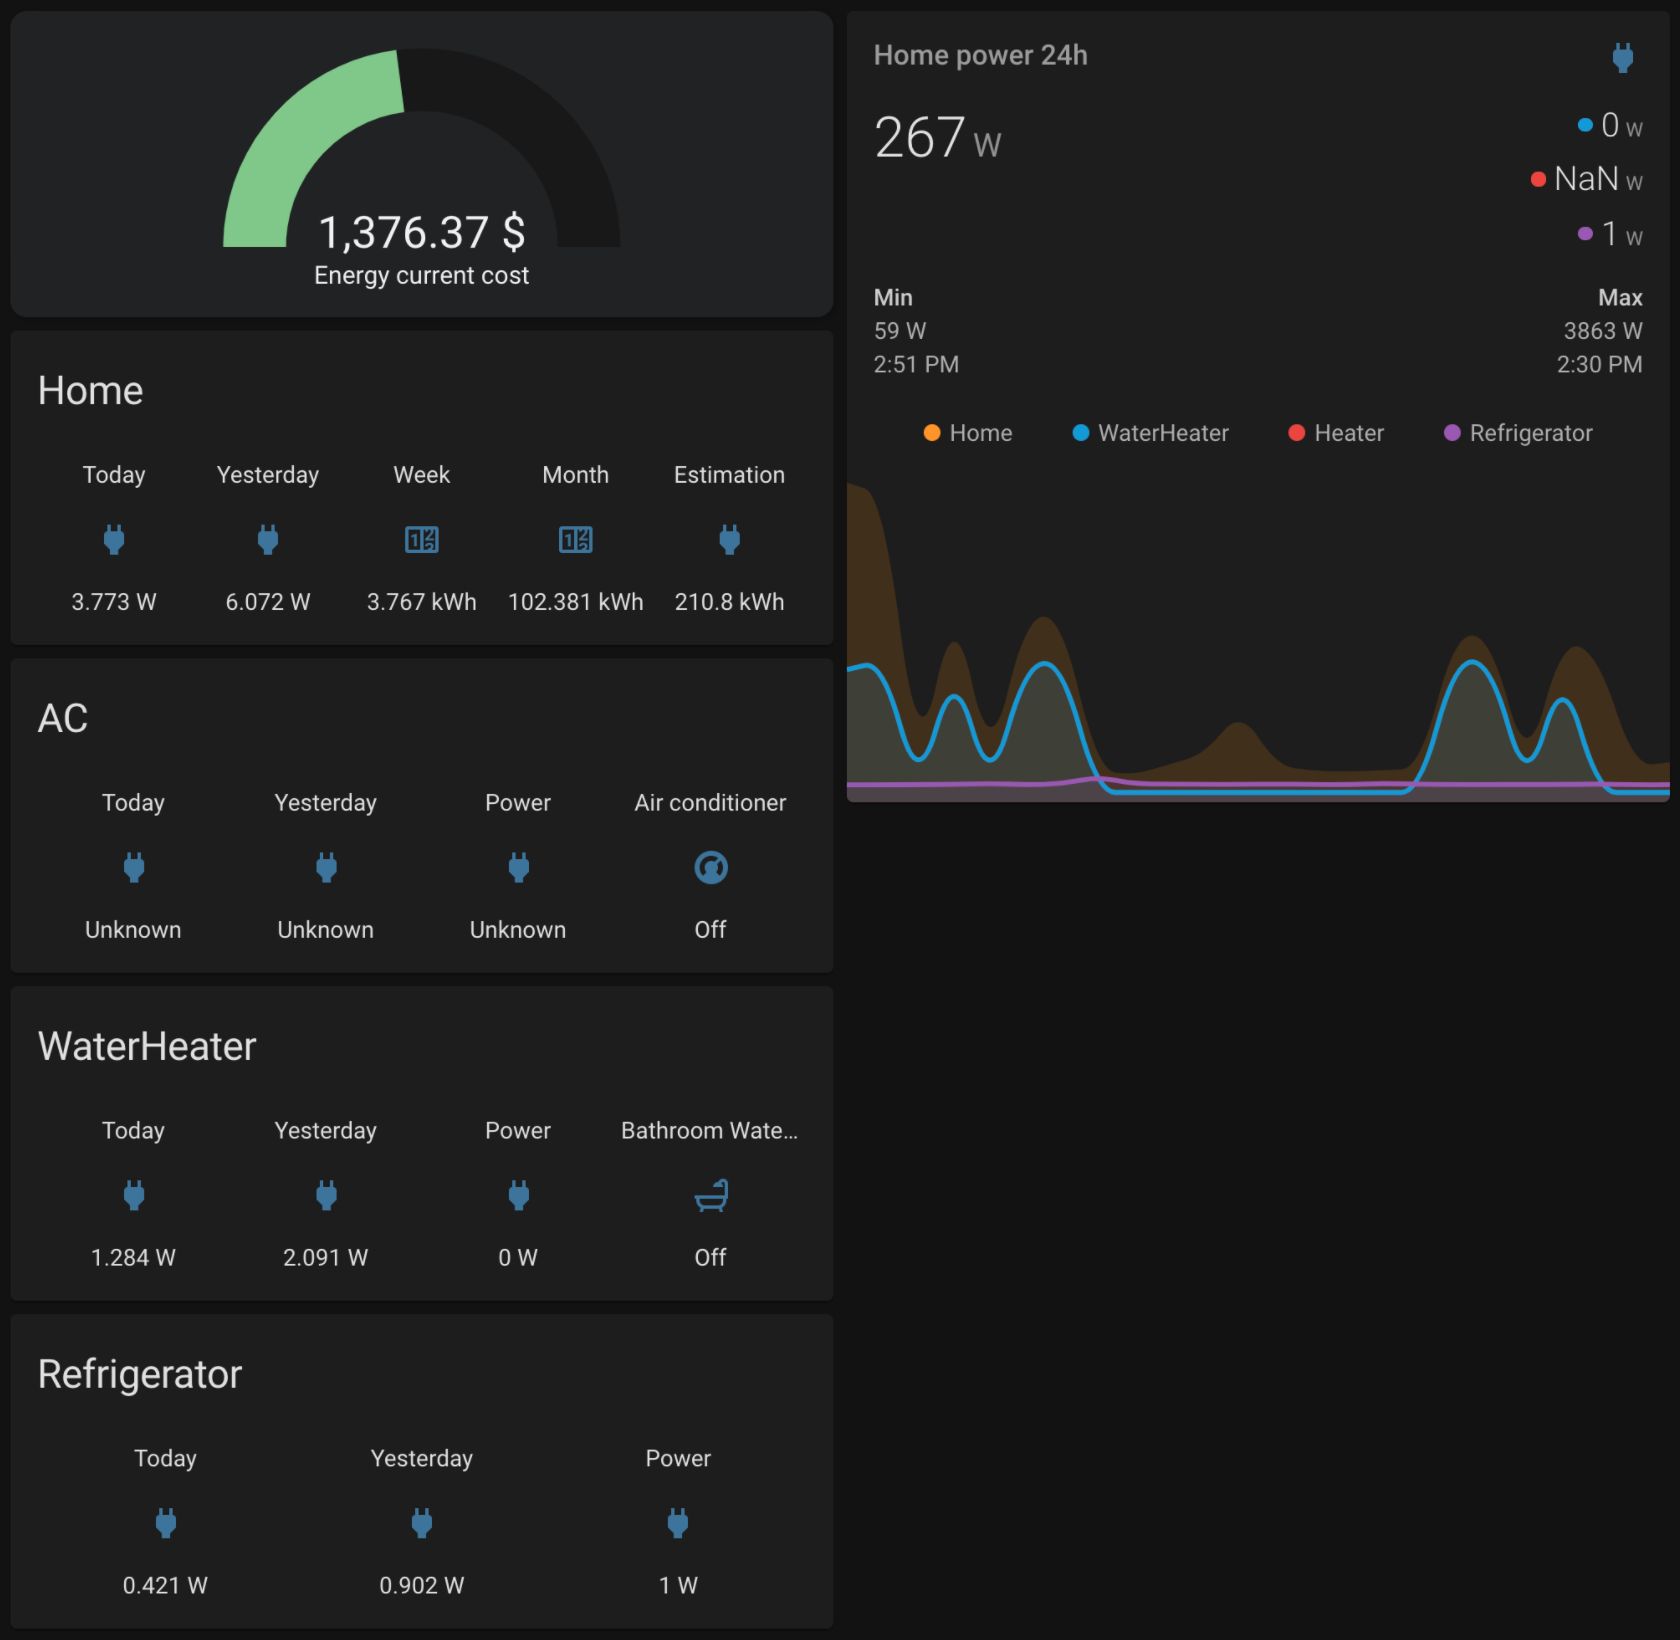 1,376.37 $
Energy current cost
Home
Today Yesterday Week Month Estimation
3.773 W 6.072 W 3.767 kWh 102.381 kWh 210.8 kWh
AC
Today Yesterday Power Air conditioner
Unknown Unknown Unknown Off
WaterHeater
Today Yesterday Power Bathroom Wate...
1.284 W 2.091 W 0 W Off
Refrigerator
Today Yesterday Power
0.421 W 0.902 W 1 W
Home power 24h
267 W
0 W
NaN W
1 W
Min Max
59 W 3863 W
2:51 PM 2:30 PM
Home WaterHeater Heater Refrigerator